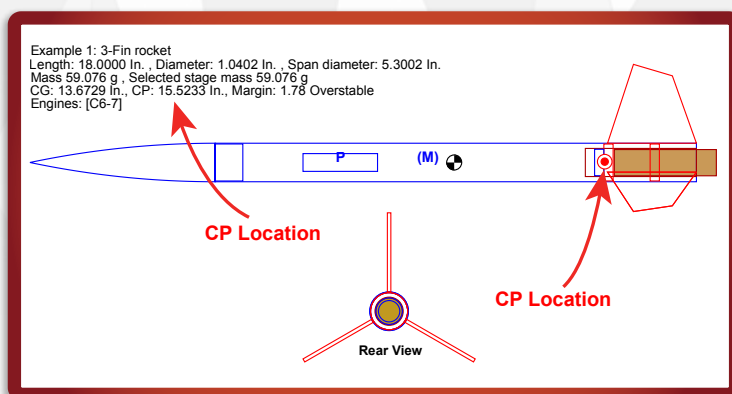 Example 1: 3-Fin rocket
Length: 18.0000 In. , Diameter: 1.0402 In. , Span diameter: 5.3002 In.
Mass 59.076 g , Selected stage mass 59.076 g
CG: 13.6729 In., CP: 15.5233 In., Margin: 1.78 Overstable
Engines: [C6-7]
P
(M)
CP Location
CP Location
Rear View